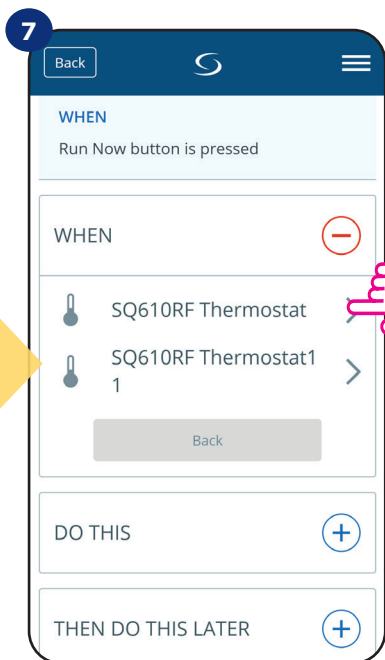 7
Back
WHEN
Run Now button is pressed
WHEN
SQ610RF Thermostat
SQ610RF Thermostat1
1
Back
DO THIS
THEN DO THIS LATER